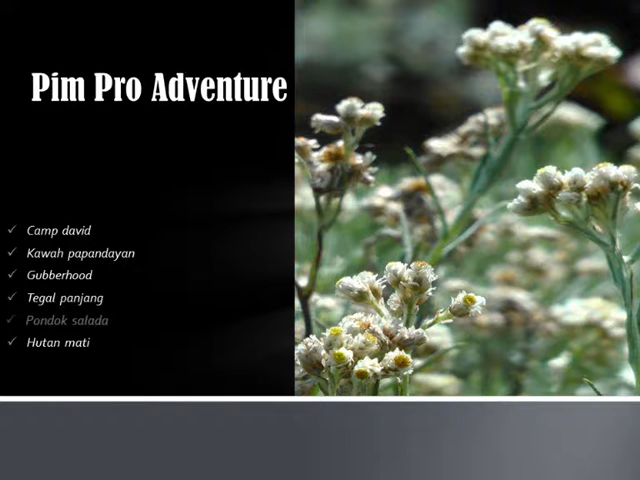 Pim Pro Adventure
Camp david
Kawah papandayan
Gubberhood
Tegal panjang
Pondok salada
Hutan mati